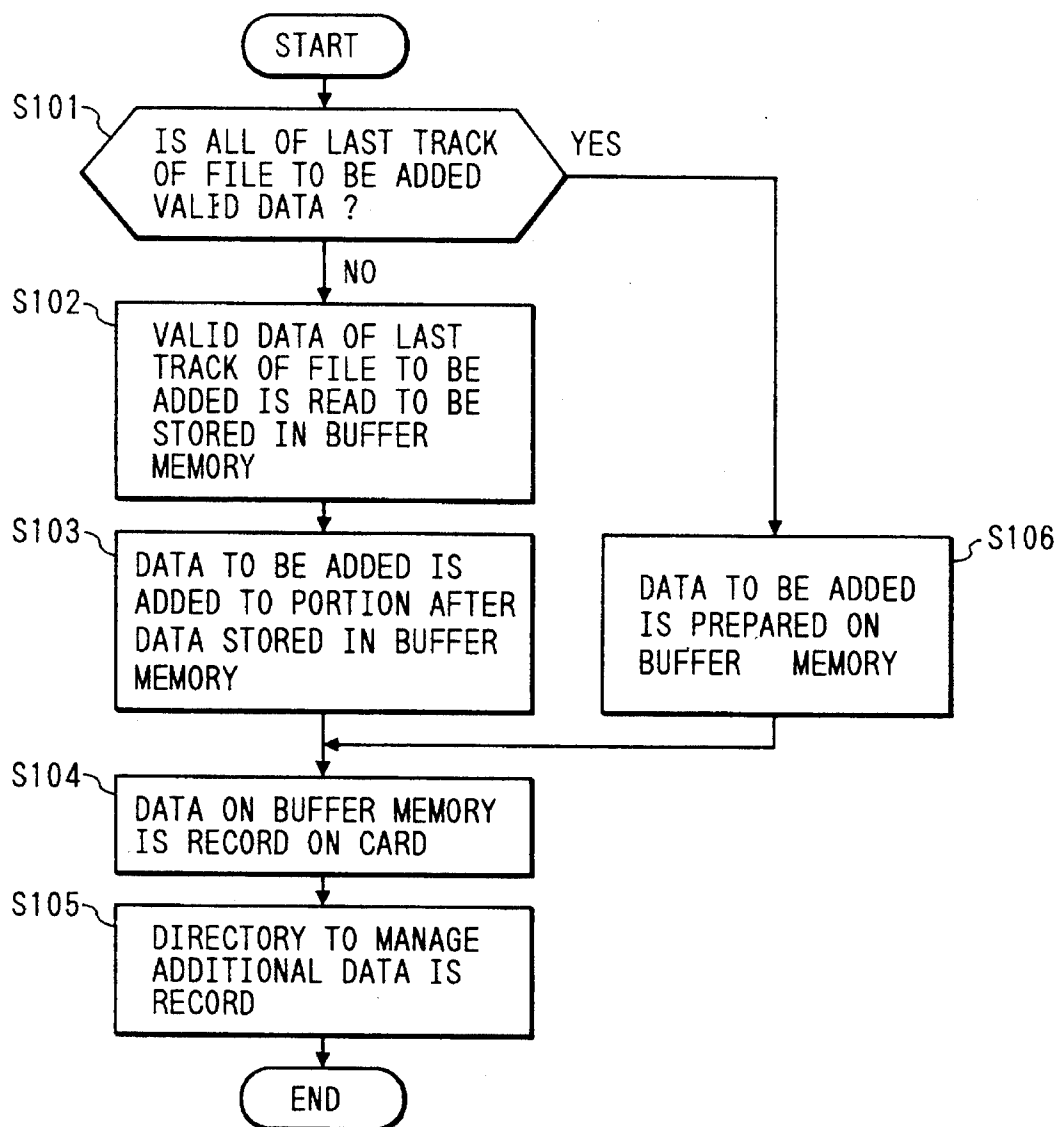 START
S101
IS ALL OF LAST TRACK
OF FILE TO BE ADDED
VALID DATA ?
YES
NO
S102
VALID DATA OF LAST
TRACK OF FILE TO BE
ADDED IS READ TO BE
STORED IN BUFFER
MEMORY
S103
DATA TO BE ADDED IS
ADDED TO PORTION AFTER
DATA STORED IN BUFFER
MEMORY
S106
DATA TO BE ADDED
IS PREPARED ON
BUFFER MEMORY
S104
DATA ON BUFFER MEMORY
IS RECORD ON CARD
S105
DIRECTORY TO MANAGE
ADDITIONAL DATA IS
RECORD
END